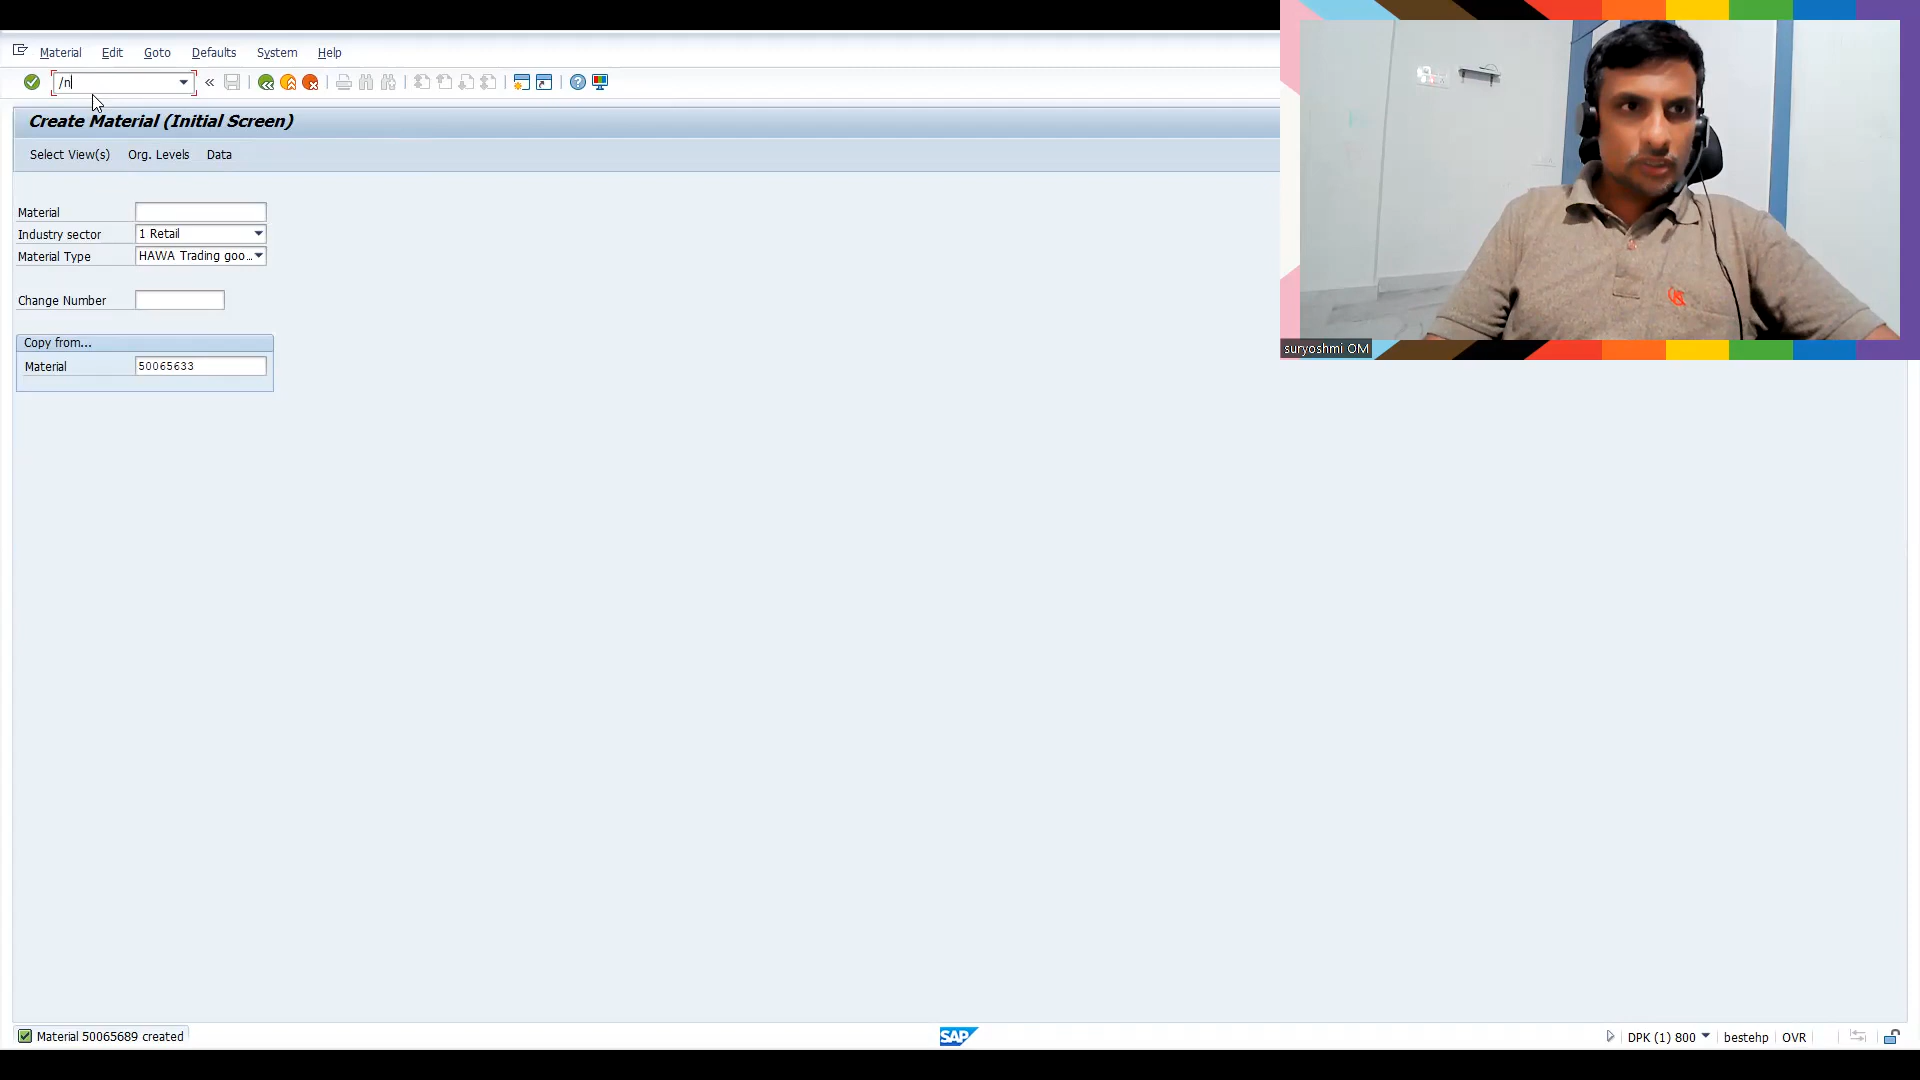 Material Edit Goto Defaults System Help
/n
Create Material (Initial Screen)
Select View(s) Org. Levels Data
Material
Industry sector 1 Retail
Material Type HAWA Trading goo...
Change Number
Copy from...
Material 50065633
suryoshmi OM
Material 50065689 created
SAP
DPK (1) 800 bestehp OVR